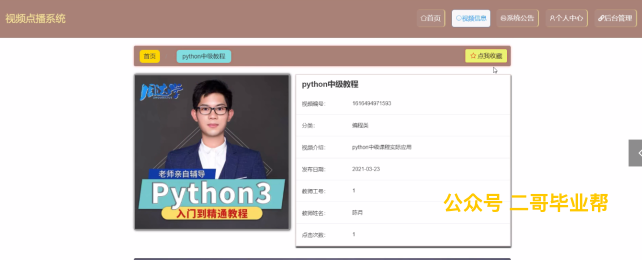 视频点播系统
首页
视频信息
系统公告
个人中心
后台管理
首页
python中级教程
点我收藏
python中级教程
视频编号:
1616494971593
分类:
编程类
视频介绍:
python中级课程实际应用
发布日期:
2021-03-23
教师工号:
1
教师姓名:
点击次数:
1
老师亲自辅导
Python3
入门到精通教程
公众号 二哥毕业帮